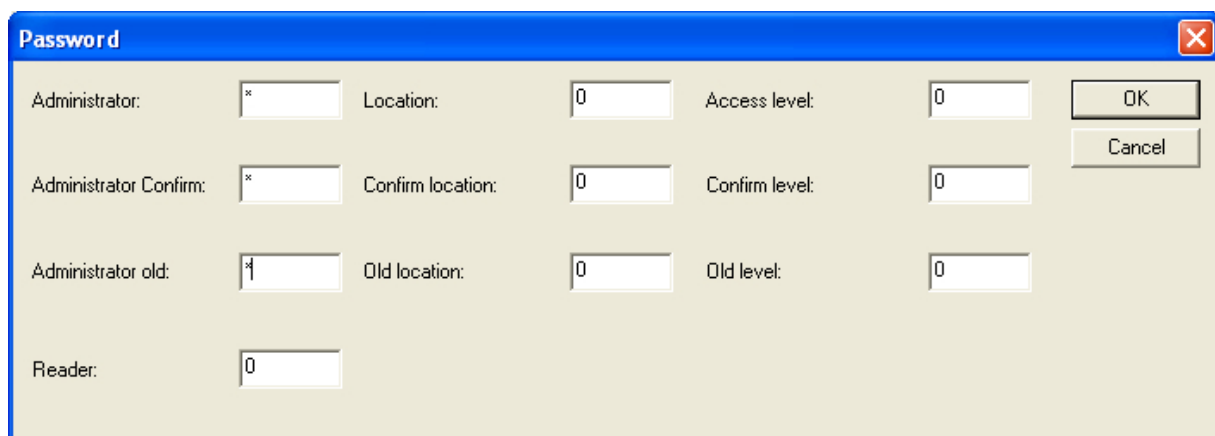 Password
Administrator: * Location: 0 Access level: 0 OK
Cancel
Administrator Confirm: * Confirm location: 0 Confirm level: 0
Administrator old: * Old location: 0 Old level: 0
Reader: 0